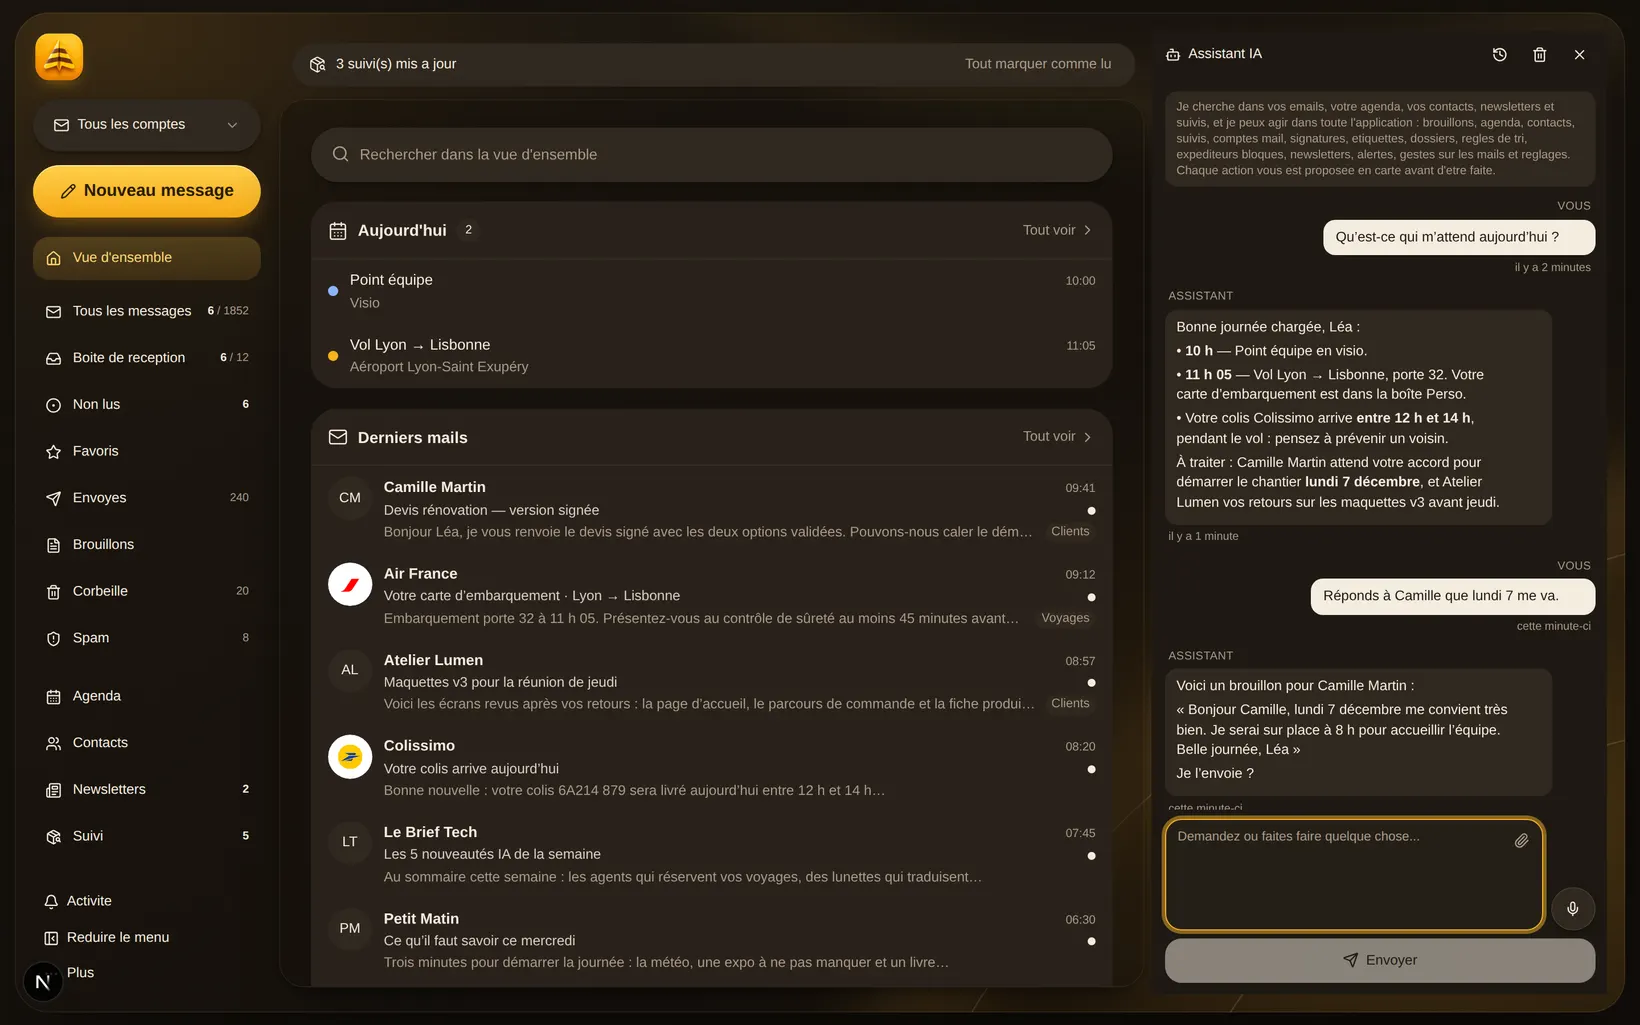 Tous les comptes
Nouveau message
Vue d'ensemble
Tous les messages 6 / 1852
Boite de reception 6 / 12
Non lus 6
Favoris
Envoyes 240
Brouillons
Corbeille 20
Spam 8
Agenda
Contacts
Newsletters 2
Suivi 5
Activite
Reduire le menu
Plus
N
3 suivi(s) mis a jour Tout marquer comme lu
Rechercher dans la vue d'ensemble
Aujourd'hui 2 Tout voir
Point équipe 10:00
Visio
Vol Lyon → Lisbonne 11:05
Aéroport Lyon-Saint Exupéry
Derniers mails Tout voir
CM
Camille Martin 09:41
Devis rénovation — version signée
Bonjour Léa, je vous renvoie le devis signé avec les deux options validées. Pouvons-nous caler le dém… Clients
Air France 09:12
Votre carte d’embarquement · Lyon → Lisbonne
Embarquement porte 32 à 11 h 05. Présentez-vous au contrôle de sûreté au moins 45 minutes avant… Voyages
AL
Atelier Lumen 08:57
Maquettes v3 pour la réunion de jeudi
Voici les écrans revus après vos retours : la page d’accueil, le parcours de commande et la fiche produi… Clients
Colissimo 08:20
Votre colis arrive aujourd’hui
Bonne nouvelle : votre colis 6A214 879 sera livré aujourd’hui entre 12 h et 14 h…
LT
Le Brief Tech 07:45
Les 5 nouveautés IA de la semaine
Au sommaire cette semaine : les agents qui réservent vos voyages, des lunettes qui traduisent…
PM
Petit Matin 06:30
Ce qu’il faut savoir ce mercredi
Trois minutes pour démarrer la journée : la météo, une expo à ne pas manquer et un livre…
Assistant IA
Je cherche dans vos emails, votre agenda, vos contacts, newsletters et
suivis, et je peux agir dans toute l'application : brouillons, agenda, contacts,
suivis, comptes mail, signatures, etiquettes, dossiers, regles de tri,
expediteurs bloques, newsletters, alertes, gestes sur les mails et reglages.
Chaque action vous est proposee en carte avant d'etre faite.
VOUS
Qu’est-ce qui m’attend aujourd’hui ?
il y a 2 minutes
ASSISTANT
Bonne journée chargée, Léa :
• 10 h — Point équipe en visio.
• 11 h 05 — Vol Lyon → Lisbonne, porte 32. Votre
carte d’embarquement est dans la boîte Perso.
• Votre colis Colissimo arrive entre 12 h et 14 h,
pendant le vol : pensez à prévenir un voisin.
À traiter : Camille Martin attend votre accord pour
démarrer le chantier lundi 7 décembre, et Atelier
Lumen vos retours sur les maquettes v3 avant jeudi.
il y a 1 minute
VOUS
Réponds à Camille que lundi 7 me va.
cette minute-ci
ASSISTANT
Voici un brouillon pour Camille Martin :
« Bonjour Camille, lundi 7 décembre me convient très
bien. Je serai sur place à 8 h pour accueillir l’équipe.
Belle journée, Léa »
Je l’envoie ?
cette minute-ci
Demandez ou faites faire quelque chose...
Envoyer